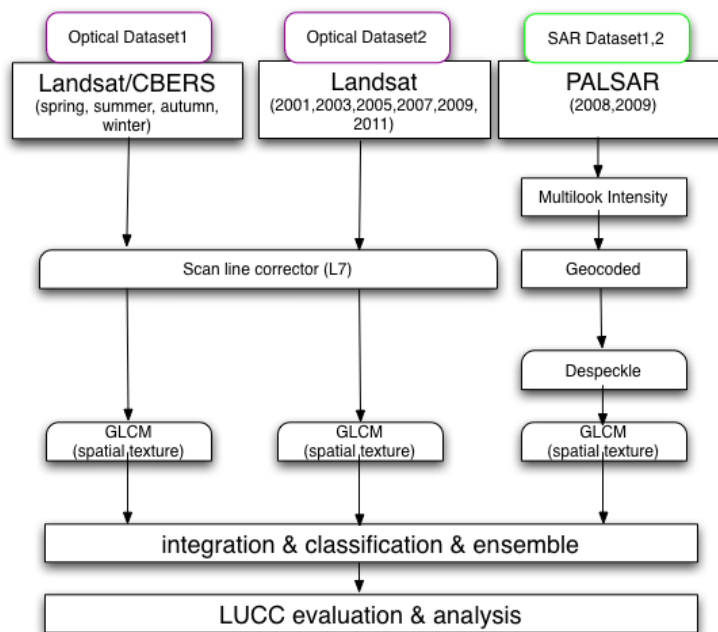 Optical Dataset1
Optical Dataset2
SAR Dataset1,2
Landsat/CBERS
(spring, summer, autumn,
winter)
Landsat
(2001,2003,2005,2007,2009,
2011)
PALSAR
(2008,2009)
Multilook Intensity
Scan line corrector (L7)
Geocoded
Despeckle
GLCM
(spatial texture)
GLCM
(spatial texture)
GLCM
(spatial texture)
integration & classification & ensemble
LUCC evaluation & analysis